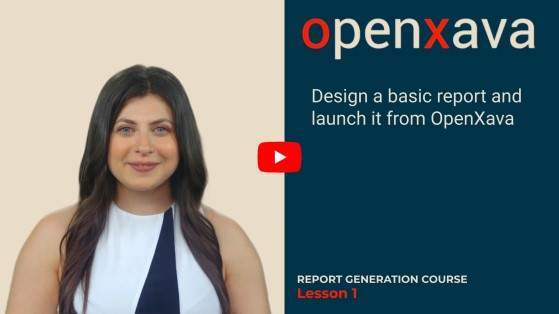 openxava
Design a basic report and
launch it from OpenXava
REPORT GENERATION COURSE
Lesson 1